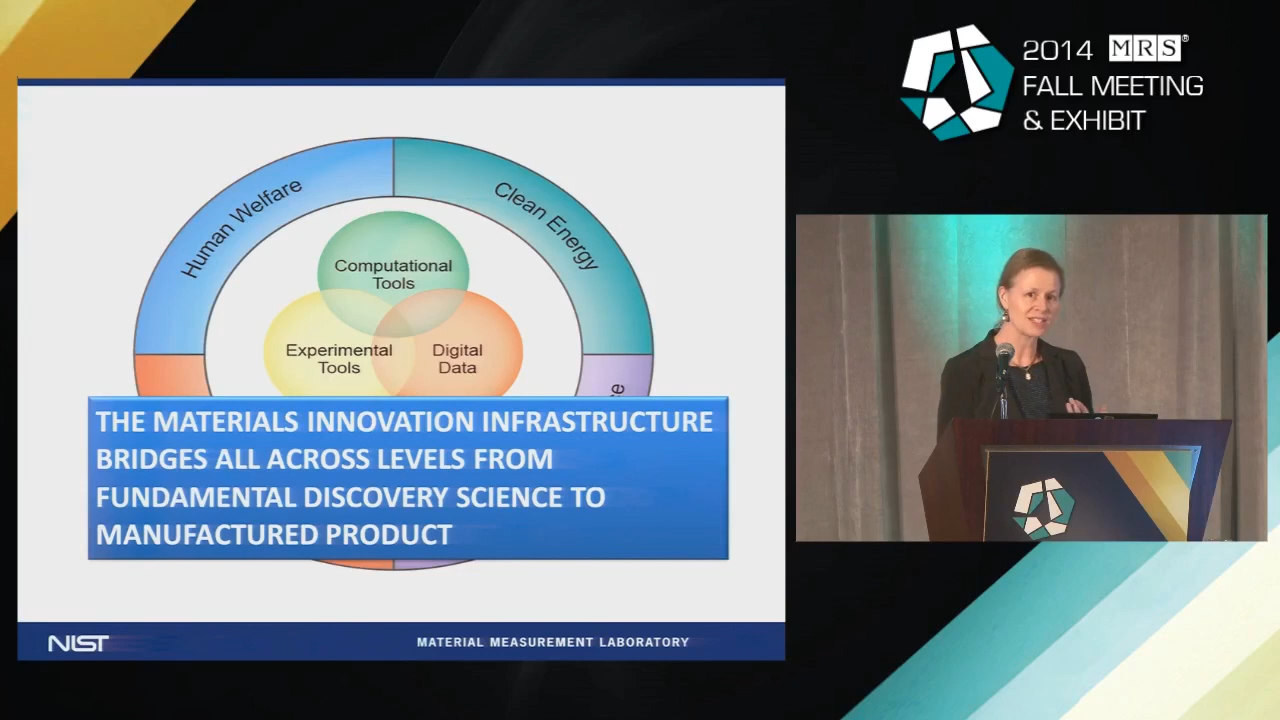 2014 MRS®
FALL MEETING
& EXHIBIT
Human Welfare
Clean Energy
Computational
Tools
Experimental
Tools
Digital
Data
THE MATERIALS INNOVATION INFRASTRUCTURE
BRIDGES ALL ACROSS LEVELS FROM
FUNDAMENTAL DISCOVERY SCIENCE TO
MANUFACTURED PRODUCT
NIST
MATERIAL MEASUREMENT LABORATORY